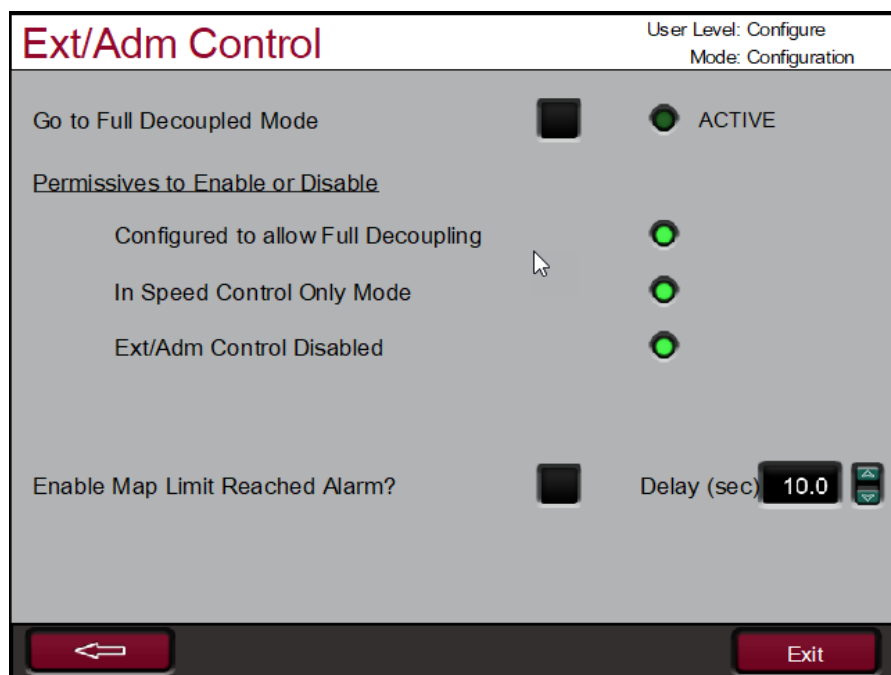 Ext/Adm Control
User Level: Configure
Mode: Configuration
Go to Full Decoupled Mode
ACTIVE
Permissives to Enable or Disable
Configured to allow Full Decoupling
In Speed Control Only Mode
Ext/Adm Control Disabled
Enable Map Limit Reached Alarm?
Delay (sec) 10.0
Exit